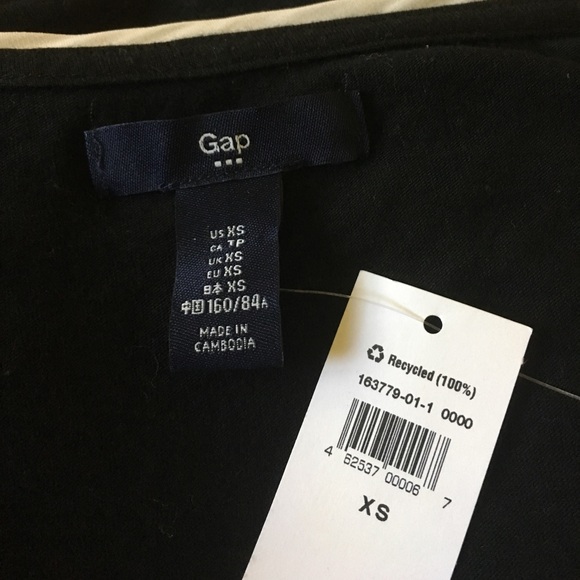 Gap
US XS
CA TP
UK XS
EU XS
日本 XS
中国 160/84A
MADE IN
CAMBODIA
Recycled (100%)
163779-01-1 0000
4 62537 00006 7
XS